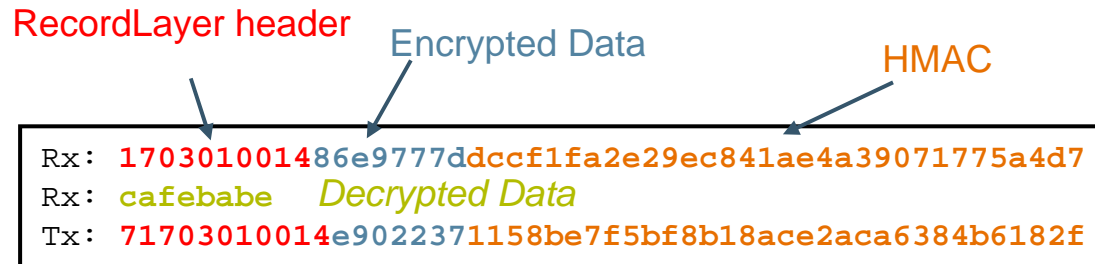 RecordLayer header
Encrypted Data
HMAC
Rx: 170301001486e9777ddccf1fa2e29ec841ae4a39071775a4d7
Rx: cafebabe Decrypted Data
Tx: 71703010014e9022371158be7f5bf8b18ace2aca6384b6182f